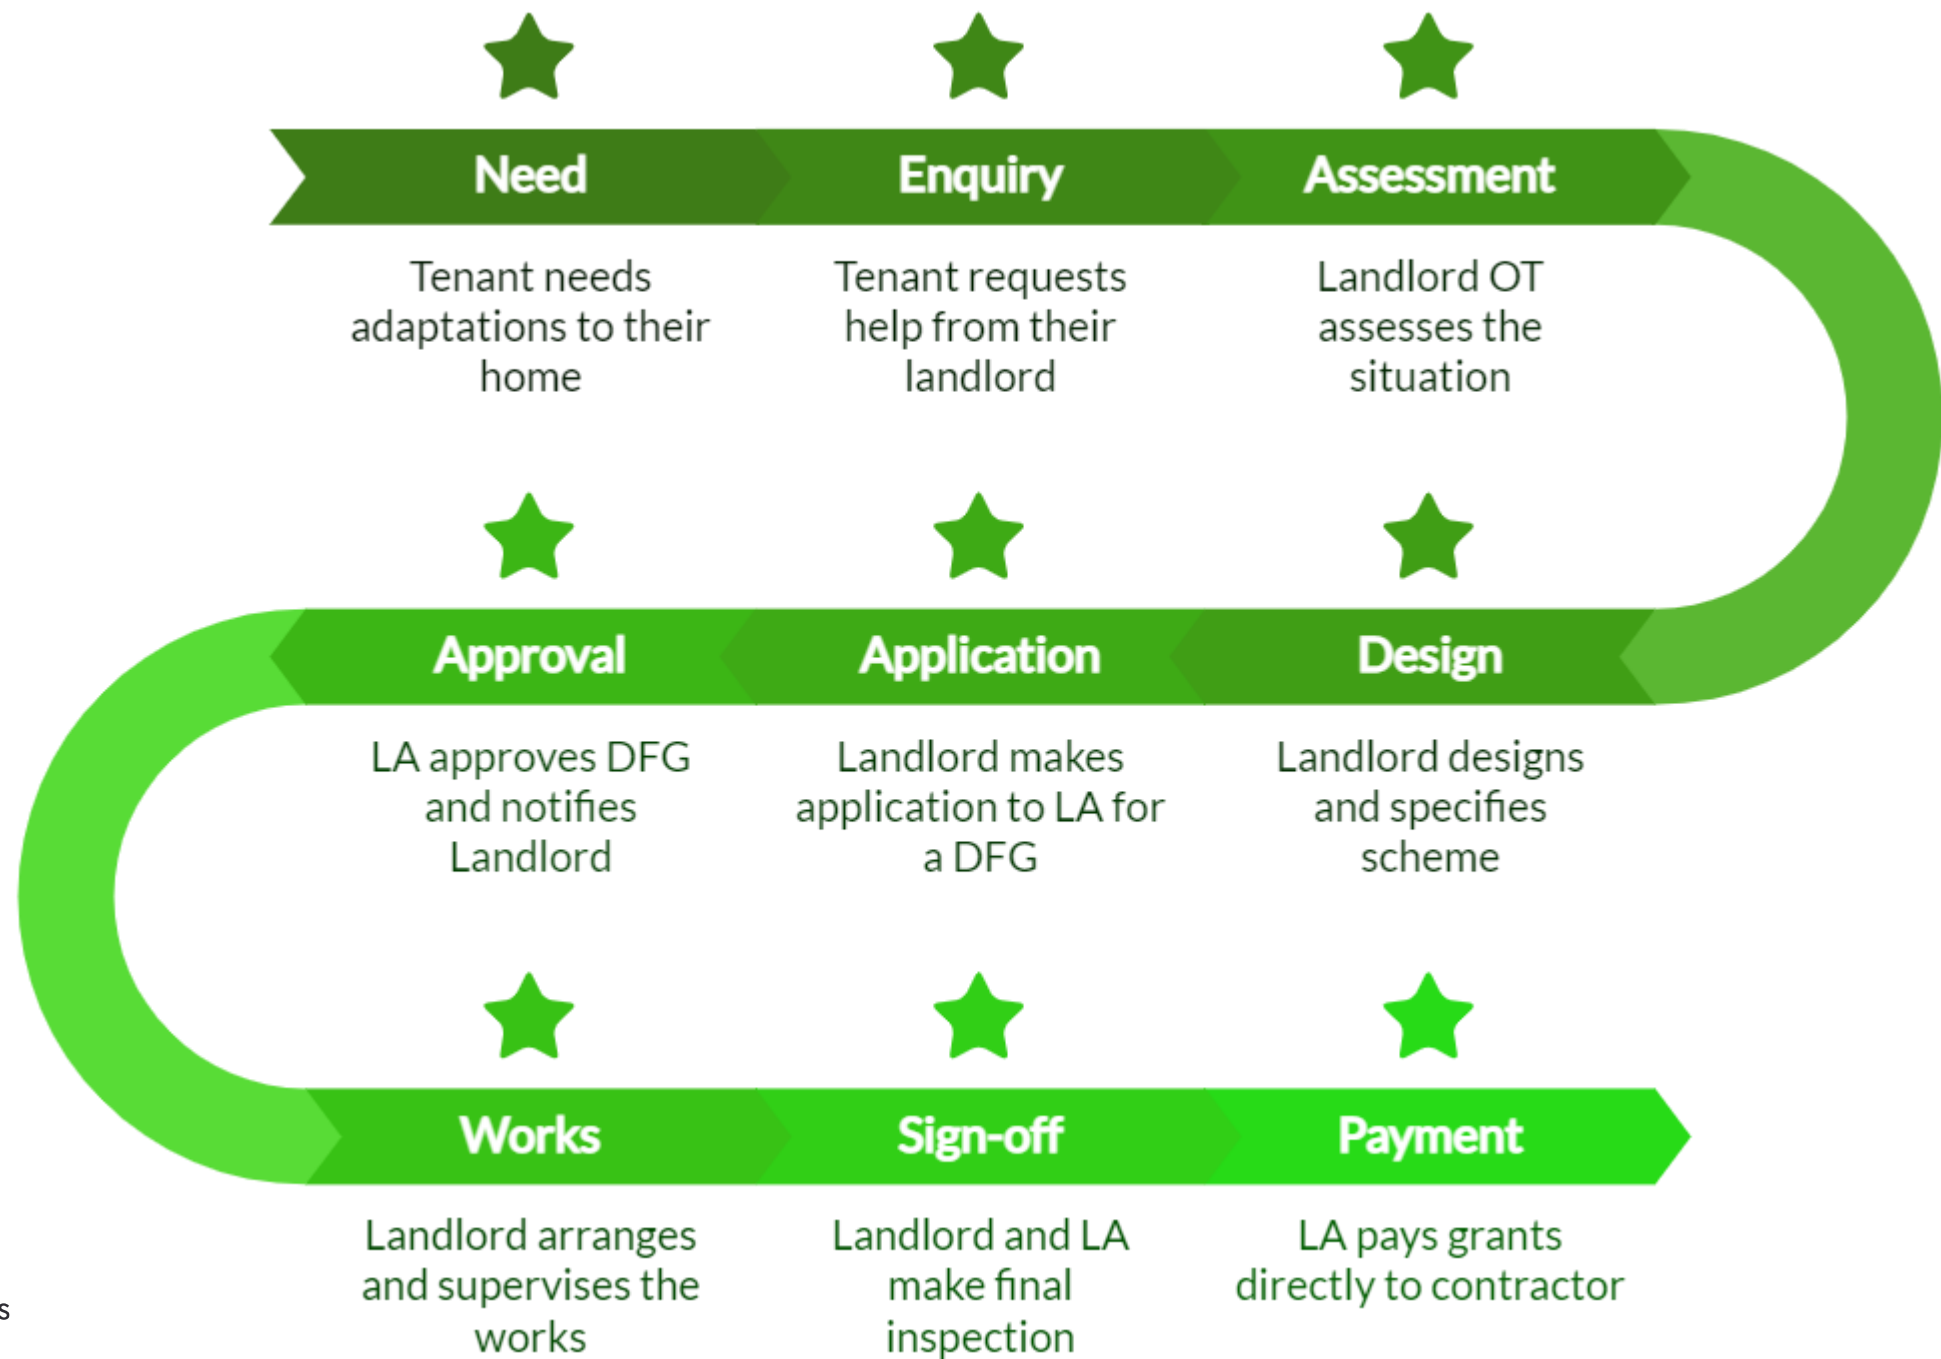 Need
Enquiry
Assessment
Tenant needs
adaptations to their
home
Tenant requests
help from their
landlord
Landlord OT
assesses the
situation
Design
Landlord designs
and specifies
scheme
Application
Landlord makes
application to LA for
a DFG
Approval
LA approves DFG
and notifies
Landlord
Works
Landlord arranges
and supervises the
works
Sign-off
Landlord and LA
make final
inspection
Payment
LA pays grants
directly to contractor
s